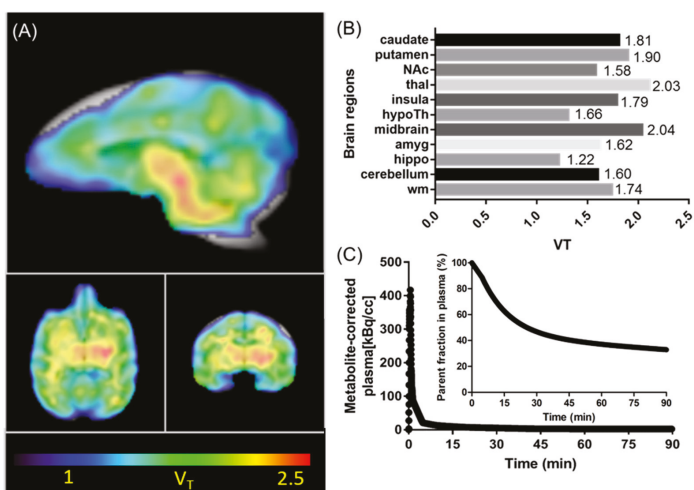 (A)
1 VT 2.5
(B)
Brain regions
caudate 1.81
putamen 1.90
NAc 1.58
thal 2.03
insula 1.79
hypoTh 1.66
midbrain 2.04
amyg 1.62
hippo 1.22
cerebellum 1.60
wm 1.74
0.0 0.5 1.0 1.5 2.0 2.5
VT
(C)
Metabolite-corrected
plasma[kBq/cc]
500
400
300
200
100
0
0 15 30 45 60 75 90
Time (min)
Parent fraction in plasma (%)
100
80
60
40
20
0
0 15 30 45 60 75 90
Time (min)